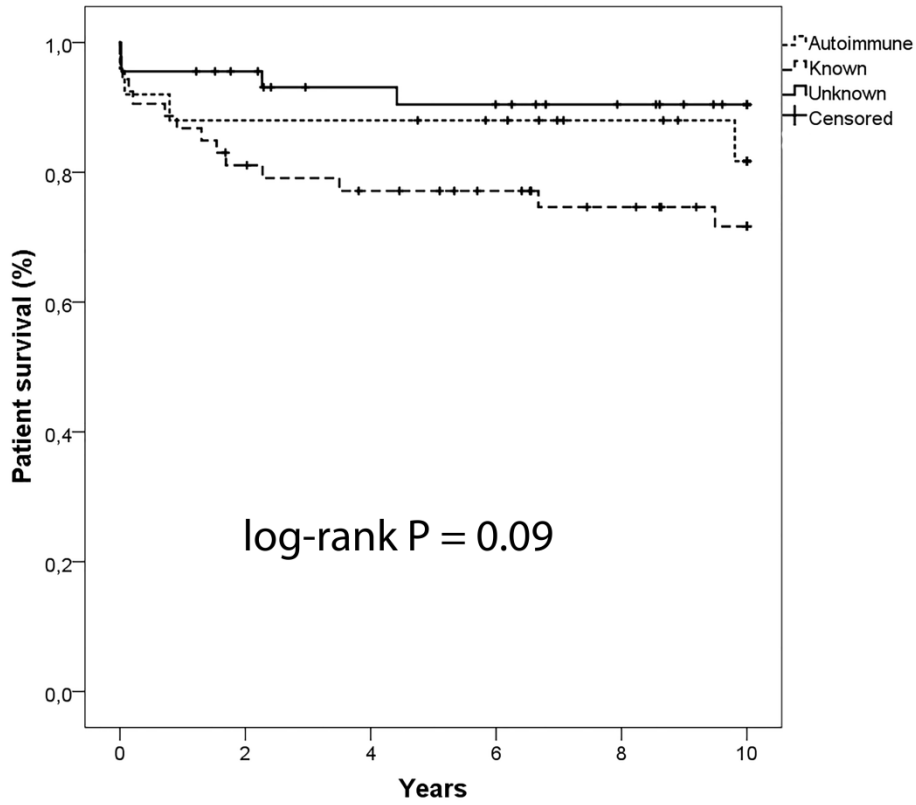 Autoimmune
Known
Unknown
Censored
Patient survival (%)
1,0
0,8
0,6
0,4
0,2
0,0
log-rank P = 0.09
0 2 4 6 8 10
Years